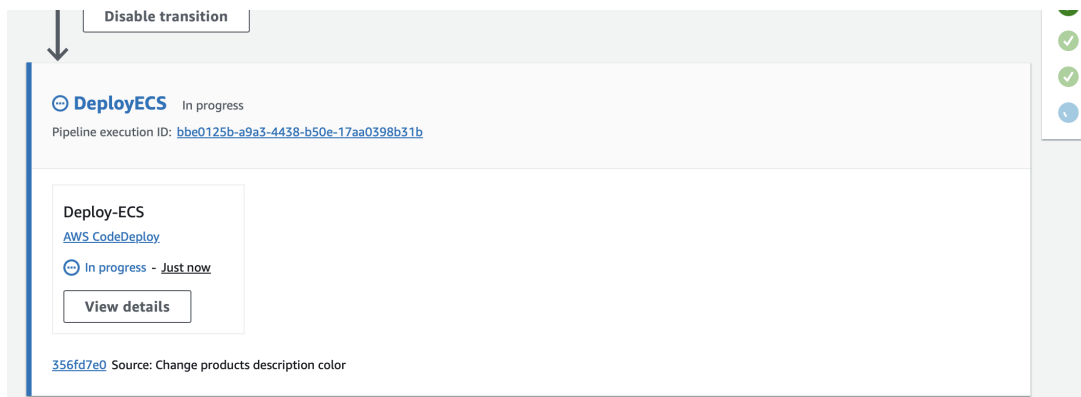 Disable transition
DeployECS In progress
Pipeline execution ID: bbe0125b-a9a3-4438-b50e-17aa0398b31b
Deploy-ECS
AWS CodeDeploy
In progress - Just now
View details
356fd7e0 Source: Change products description color